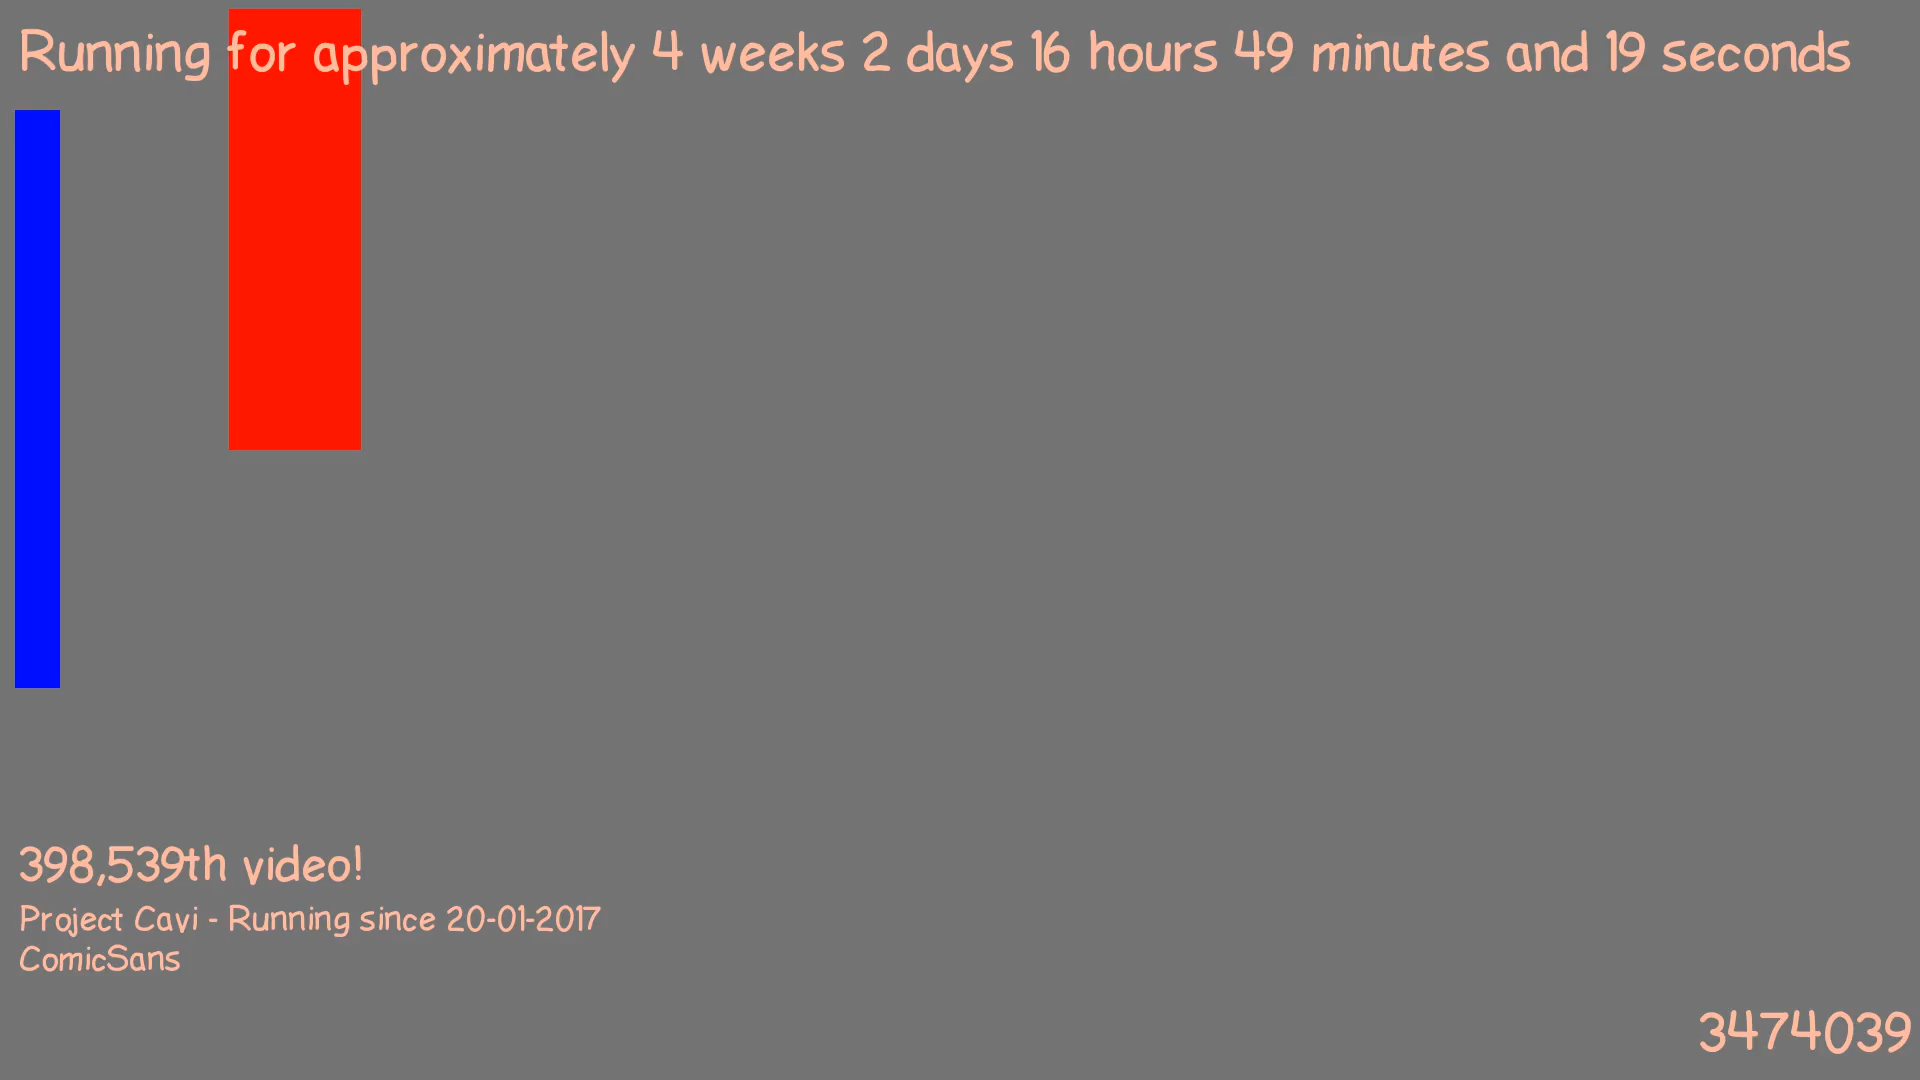 Running for approximately 4 weeks 2 days 16 hours 49 minutes and 19 seconds
398,539th video!
Project Cavi - Running since 20-01-2017
ComicSans
3474039